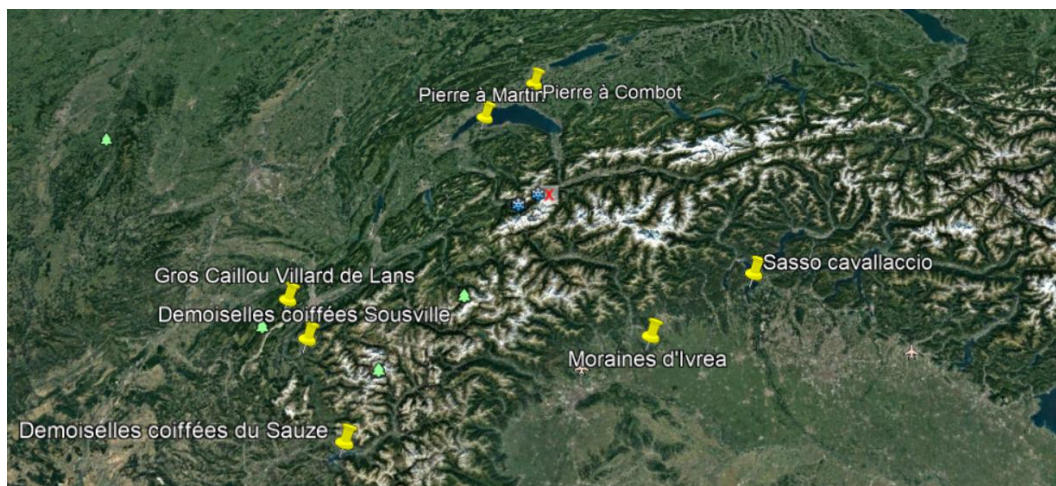 Pierre à Martin
Pierre à Combot
X
Sasso cavallaccio
Gros Caillou Villard de Lans
Demoiselles coiffées Sousville
Moraines d'Ivrea
Demoiselles coiffées du Sauze